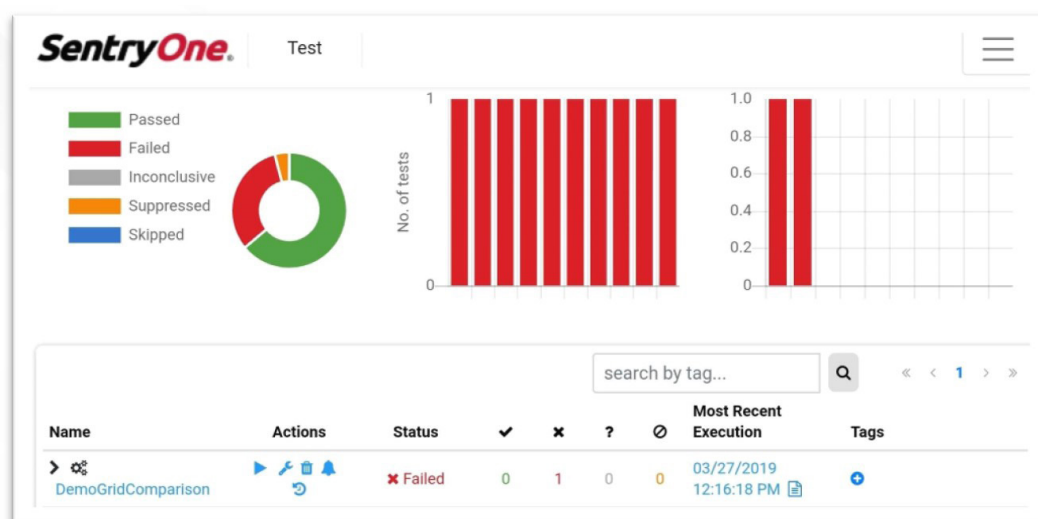 SentryOne.
Test
Passed
Failed
Inconclusive
Suppressed
Skipped
No. of tests
1
0
1.0
0.8
0.6
0.4
0.2
0
search by tag...
« < 1 > »
Name Actions Status ✔ ✖ ? ⊘ Most Recent Execution Tags
DemoGridComparison ✖ Failed 0 1 0 0 03/27/2019 12:16:18 PM